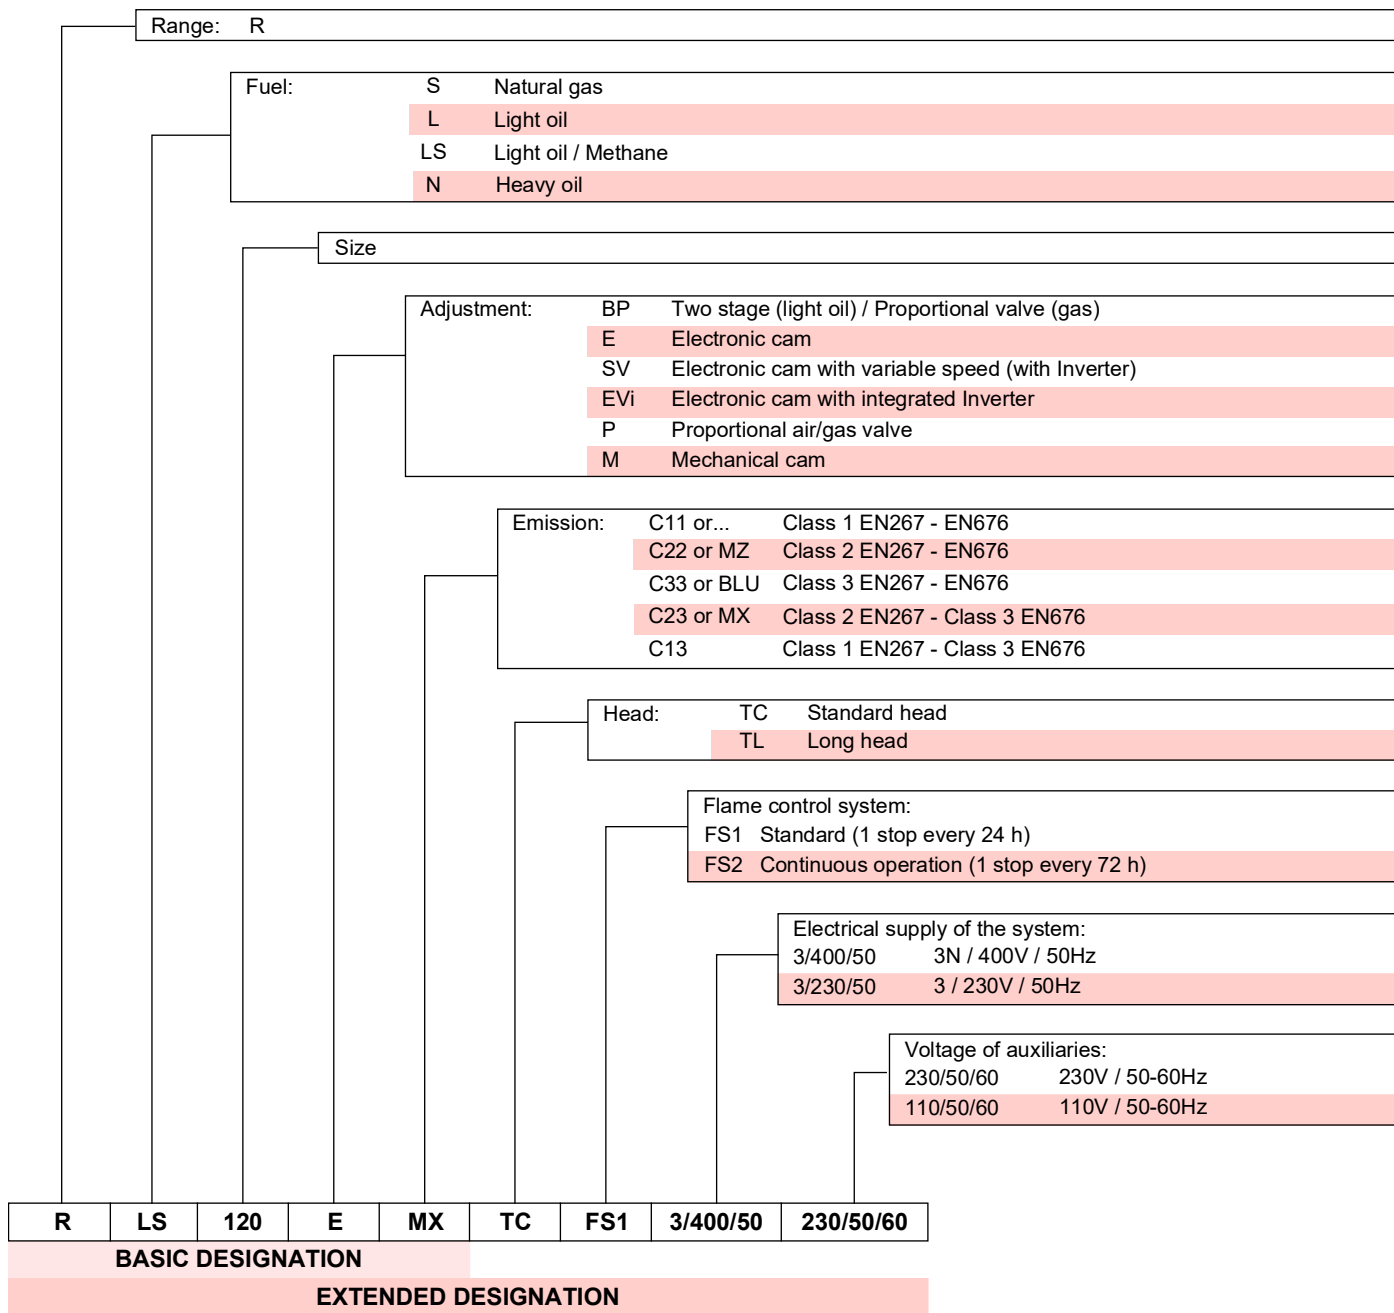 Range: R
Fuel: S Natural gas
L Light oil
LS Light oil / Methane
N Heavy oil
Size
Adjustment: BP Two stage (light oil) / Proportional valve (gas)
E Electronic cam
SV Electronic cam with variable speed (with Inverter)
EVi Electronic cam with integrated Inverter
P Proportional air/gas valve
M Mechanical cam
Emission: C11 or... Class 1 EN267 - EN676
C22 or MZ Class 2 EN267 - EN676
C33 or BLU Class 3 EN267 - EN676
C23 or MX Class 2 EN267 - Class 3 EN676
C13 Class 1 EN267 - Class 3 EN676
Head: TC Standard head
TL Long head
Flame control system:
FS1 Standard (1 stop every 24 h)
FS2 Continuous operation (1 stop every 72 h)
Electrical supply of the system:
3/400/50 3N / 400V / 50Hz
3/230/50 3 / 230V / 50Hz
Voltage of auxiliaries:
230/50/60 230V / 50-60Hz
110/50/60 110V / 50-60Hz
R LS 120 E MX TC FS1 3/400/50 230/50/60
BASIC DESIGNATION
EXTENDED DESIGNATION